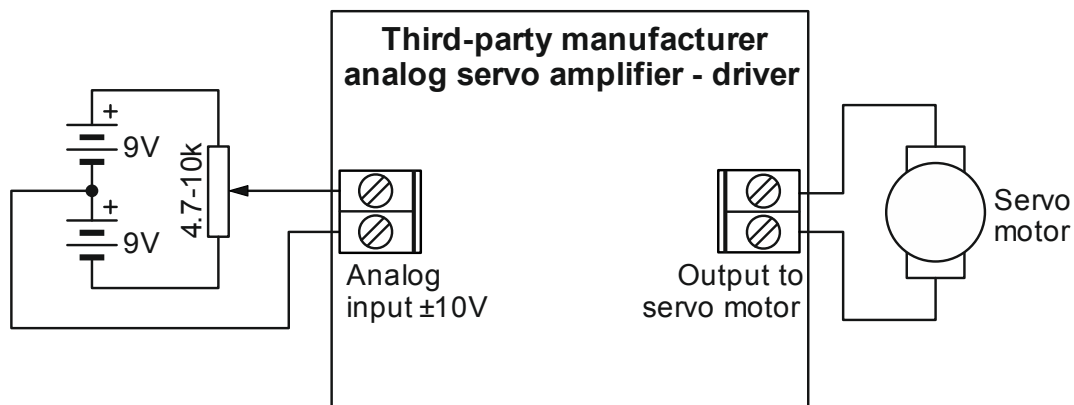 Third-party manufacturer
analog servo amplifier - driver
+
9V
+
9V
4.7-10k
Analog
input ±10V
Output to
servo motor
Servo
motor